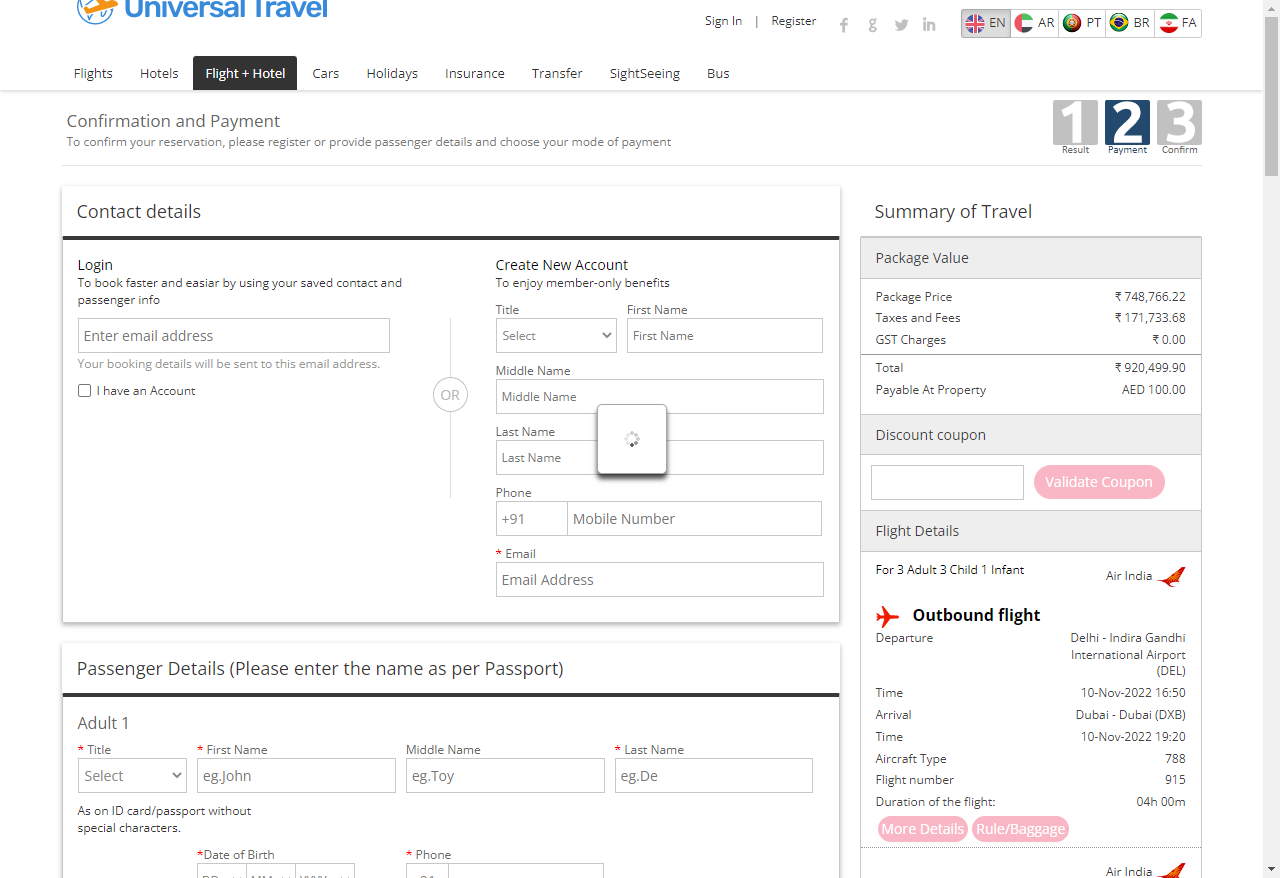 Universal Travel
Sign In | Register
EN AR PT BR FA
Flights Hotels Flight + Hotel Cars Holidays Insurance Transfer SightSeeing Bus
Confirmation and Payment
To confirm your reservation, please register or provide passenger details and choose your mode of payment
1 2 3
Result Payment Confirm
Contact details
Login
To book faster and easiar by using your saved contact and
passenger info
Enter email address
Your booking details will be sent to this email address.
I have an Account
OR
Create New Account
To enjoy member-only benefits
Title First Name
Select First Name
Middle Name
Middle Name
Last Name
Last Name
Phone
+91 Mobile Number
* Email
Email Address
Passenger Details (Please enter the name as per Passport)
Adult 1
* Title * First Name Middle Name * Last Name
Select eg.John eg.Toy eg.De
As on ID card/passport without
special characters.
*Date of Birth * Phone
Summary of Travel
Package Value
Package Price ₹ 748,766.22
Taxes and Fees ₹ 171,733.68
GST Charges ₹ 0.00
Total ₹ 920,499.90
Payable At Property AED 100.00
Discount coupon
Validate Coupon
Flight Details
For 3 Adult 3 Child 1 Infant Air India
Outbound flight
Departure Delhi - Indira Gandhi
International Airport
(DEL)
Time 10-Nov-2022 16:50
Arrival Dubai - Dubai (DXB)
Time 10-Nov-2022 19:20
Aircraft Type 788
Flight number 915
Duration of the flight: 04h 00m
More Details Rule/Baggage
Air India